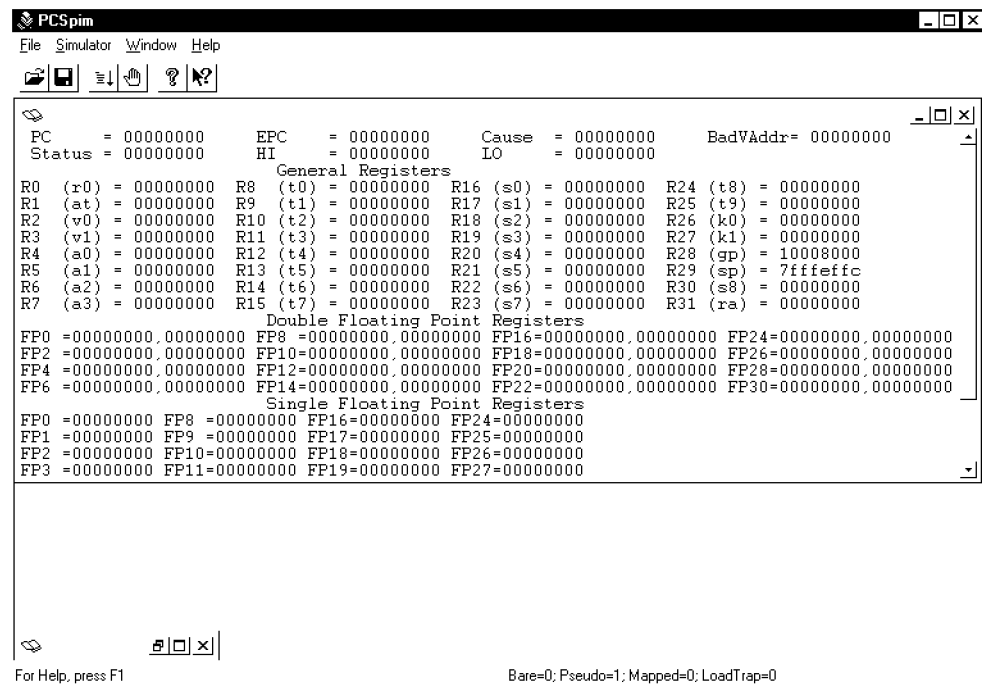 PCSpim
File Simulator Window Help
PC = 00000000 EPC = 00000000 Cause = 00000000 BadVAddr= 00000000
Status = 00000000 HI = 00000000 LO = 00000000
General Registers
R0 (r0) = 00000000 R8 (t0) = 00000000 R16 (s0) = 00000000 R24 (t8) = 00000000
R1 (at) = 00000000 R9 (t1) = 00000000 R17 (s1) = 00000000 R25 (t9) = 00000000
R2 (v0) = 00000000 R10 (t2) = 00000000 R18 (s2) = 00000000 R26 (k0) = 00000000
R3 (v1) = 00000000 R11 (t3) = 00000000 R19 (s3) = 00000000 R27 (k1) = 00000000
R4 (a0) = 00000000 R12 (t4) = 00000000 R20 (s4) = 00000000 R28 (gp) = 10008000
R5 (a1) = 00000000 R13 (t5) = 00000000 R21 (s5) = 00000000 R29 (sp) = 7fffeffc
R6 (a2) = 00000000 R14 (t6) = 00000000 R22 (s6) = 00000000 R30 (s8) = 00000000
R7 (a3) = 00000000 R15 (t7) = 00000000 R23 (s7) = 00000000 R31 (ra) = 00000000
Double Floating Point Registers
FP0 =00000000,00000000 FP8 =00000000,00000000 FP16=00000000,00000000 FP24=00000000,00000000
FP2 =00000000,00000000 FP10=00000000,00000000 FP18=00000000,00000000 FP26=00000000,00000000
FP4 =00000000,00000000 FP12=00000000,00000000 FP20=00000000,00000000 FP28=00000000,00000000
FP6 =00000000,00000000 FP14=00000000,00000000 FP22=00000000,00000000 FP30=00000000,00000000
Single Floating Point Registers
FP0 =00000000 FP8 =00000000 FP16=00000000 FP24=00000000
FP1 =00000000 FP9 =00000000 FP17=00000000 FP25=00000000
FP2 =00000000 FP10=00000000 FP18=00000000 FP26=00000000
FP3 =00000000 FP11=00000000 FP19=00000000 FP27=00000000
For Help, press F1 Bare=0; Pseudo=1; Mapped=0; LoadTrap=0